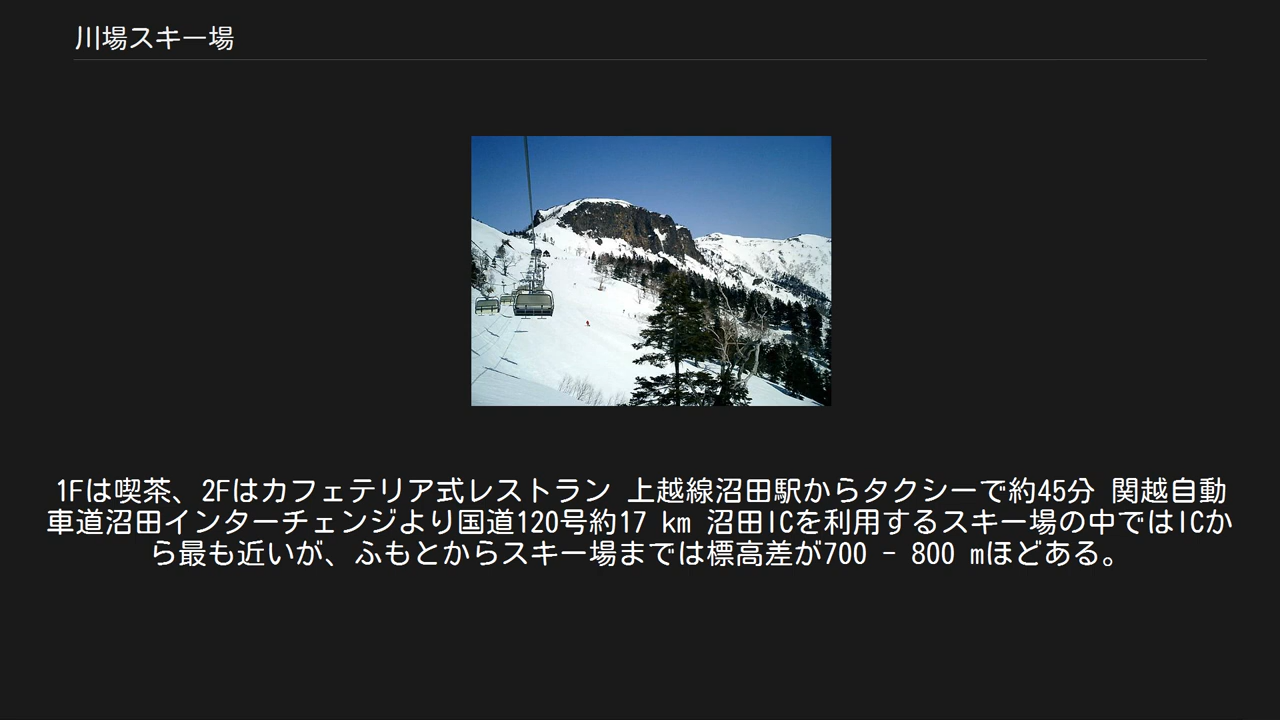 川場スキー場
1Fは喫茶、2Fはカフェテリア式レストラン 上越線沼田駅からタクシーで約45分 関越自動
車道沼田インターチェンジより国道120号約17 km 沼田ICを利用するスキー場の中ではICか
ら最も近いが、ふもとからスキー場までは標高差が700 - 800 mほどある。